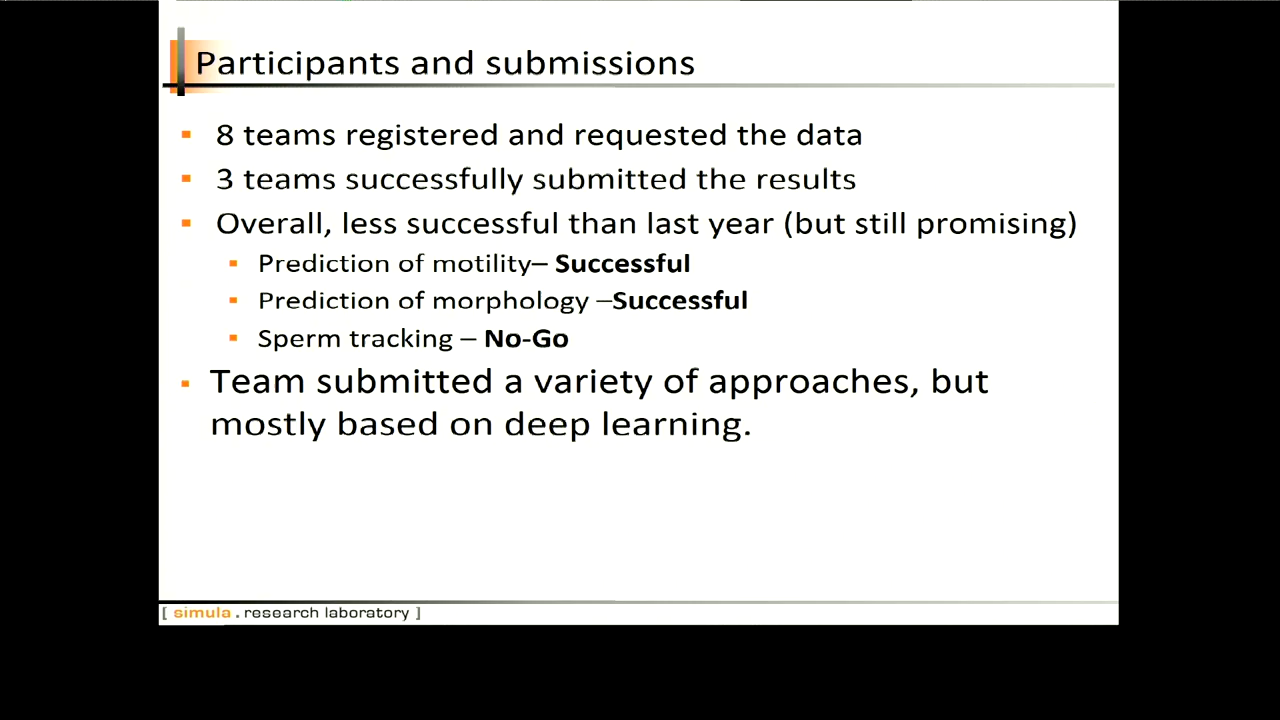 Participants and submissions
8 teams registered and requested the data
3 teams successfully submitted the results
Overall, less successful than last year (but still promising)
Prediction of motility– Successful
Prediction of morphology –Successful
Sperm tracking – No-Go
Team submitted a variety of approaches, but
mostly based on deep learning.
[ simula . research laboratory ]